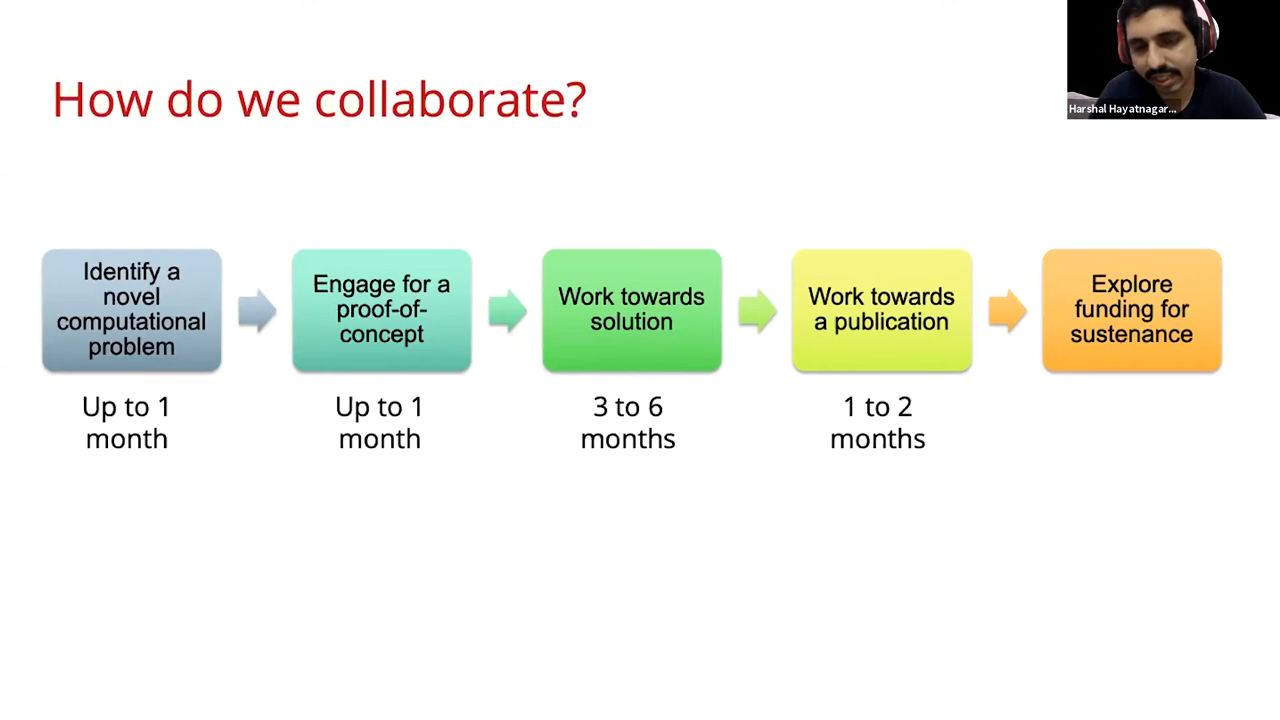 How do we collaborate?
Harshal Hayatnagar...
Identify a
novel
computational
problem
Engage for a
proof-of-
concept
Work towards
solution
Work towards
a publication
Explore
funding for
sustenance
Up to 1
month
Up to 1
month
3 to 6
months
1 to 2
months